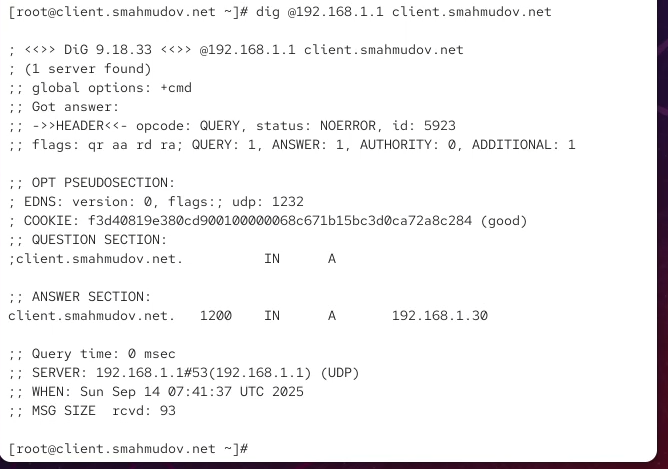 [root@client.smahmudov.net ~]# dig @192.168.1.1 client.smahmudov.net
; <<>> DiG 9.18.33 <<>> @192.168.1.1 client.smahmudov.net
; (1 server found)
;; global options: +cmd
;; Got answer:
;; ->>HEADER<<- opcode: QUERY, status: NOERROR, id: 5923
;; flags: qr aa rd ra; QUERY: 1, ANSWER: 1, AUTHORITY: 0, ADDITIONAL: 1
;; OPT PSEUDOSECTION:
; EDNS: version: 0, flags:; udp: 1232
; COOKIE: f3d40819e380cd900100000068c671b15bc3d0ca72a8c284 (good)
;; QUESTION SECTION:
;client.smahmudov.net. IN A
;; ANSWER SECTION:
client.smahmudov.net. 1200 IN A 192.168.1.30
;; Query time: 0 msec
;; SERVER: 192.168.1.1#53(192.168.1.1) (UDP)
;; WHEN: Sun Sep 14 07:41:37 UTC 2025
;; MSG SIZE rcvd: 93
[root@client.smahmudov.net ~]#